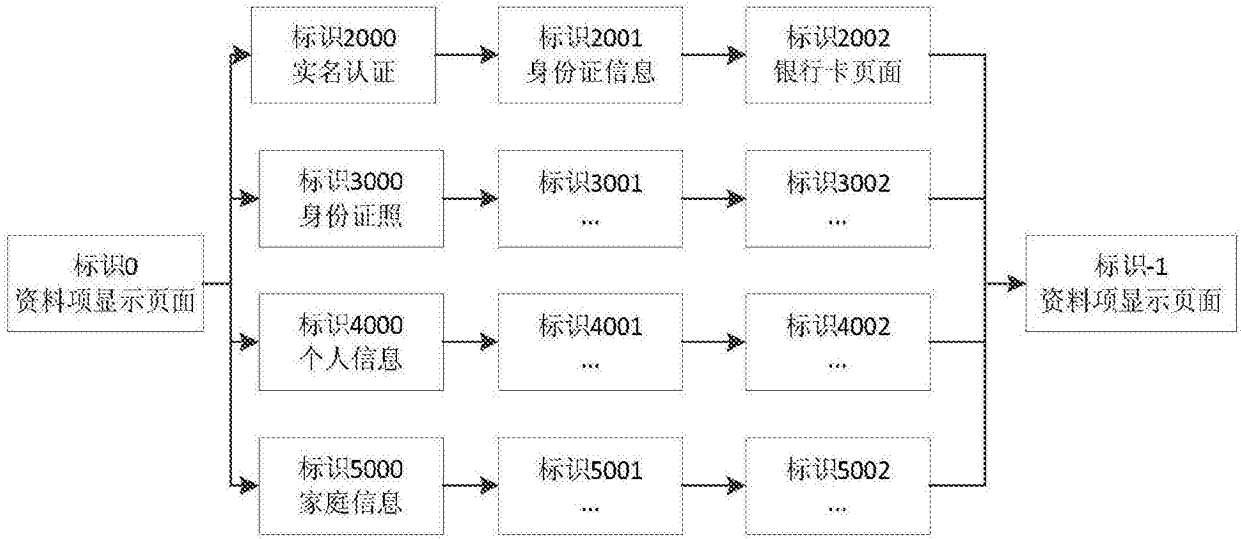 标识2000
实名认证
标识2001
身份证信息
标识2002
银行卡页面
标识3000
身份证照
标识3001
...
标识3002
...
标识0
资料项显示页面
标识-1
资料项显示页面
标识4000
个人信息
标识4001
...
标识4002
...
标识5000
家庭信息
标识5001
...
标识5002
...